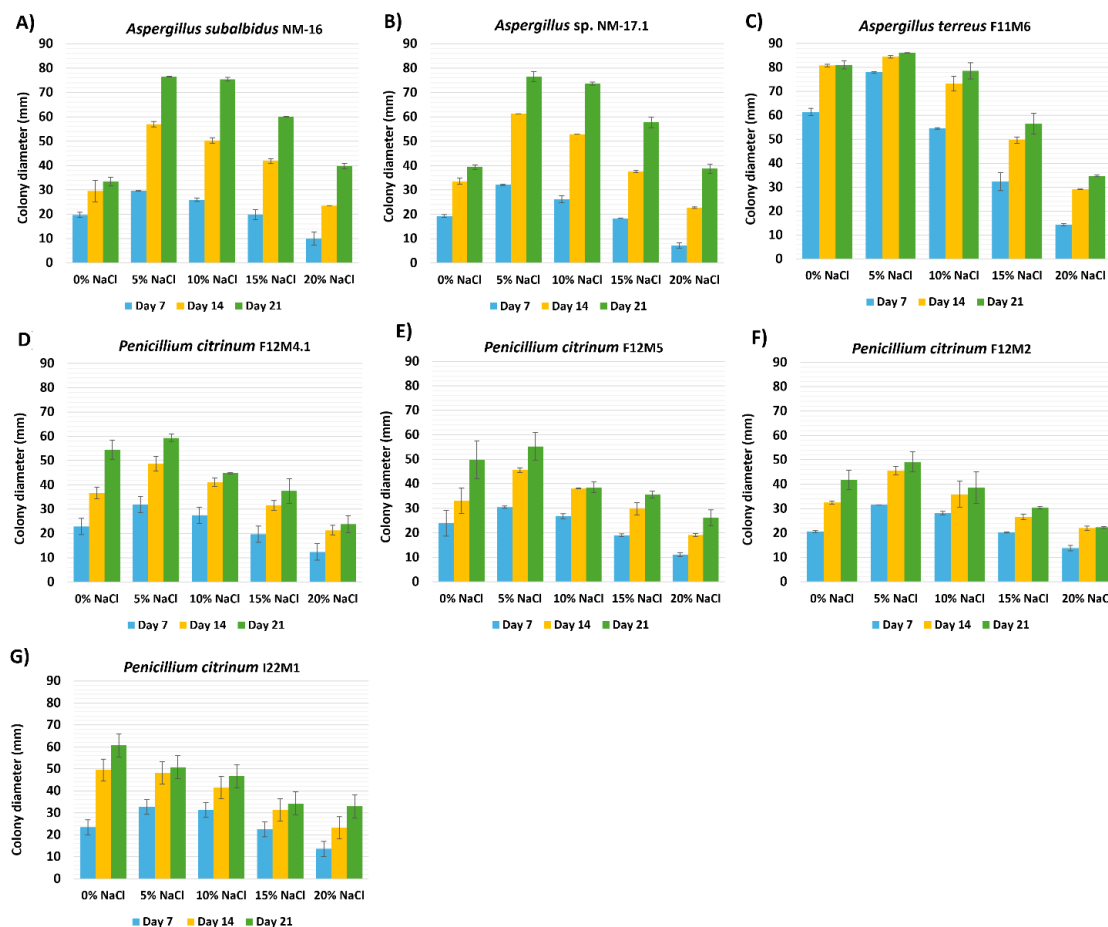 A)
Aspergillus subalbidus NM-16
Colony diameter (mm)
90
80
70
60
50
40
30
20
10
0
0% NaCl 5% NaCl 10% NaCl 15% NaCl 20% NaCl
Day 7 Day 14 Day 21
B)
Aspergillus sp. NM-17.1
Colony diameter (mm)
90
80
70
60
50
40
30
20
10
0
0% NaCl 5% NaCl 10% NaCl 15% NaCl 20% NaCl
Day 7 Day 14 Day 21
C)
Aspergillus terreus F11M6
Colony diameter (mm)
90
80
70
60
50
40
30
20
10
0
0% NaCl 5% NaCl 10% NaCl 15% NaCl 20% NaCl
Day 7 Day 14 Day 21
D)
Penicillium citrinum F12M4.1
Colony diameter (mm)
90
80
70
60
50
40
30
20
10
0
0% NaCl 5% NaCl 10% NaCl 15% NaCl 20% NaCl
Day 7 Day 14 Day 21
E)
Penicillium citrinum F12M5
Colony diameter (mm)
90
80
70
60
50
40
30
20
10
0
0% NaCl 5% NaCl 10% NaCl 15% NaCl 20% NaCl
Day 7 Day 14 Day 21
F)
Penicillium citrinum F12M2
Colony diameter (mm)
90
80
70
60
50
40
30
20
10
0
0% NaCl 5% NaCl 10% NaCl 15% NaCl 20% NaCl
Day 7 Day 14 Day 21
G)
Penicillium citrinum I22M1
Colony diameter (mm)
90
80
70
60
50
40
30
20
10
0
0% NaCl 5% NaCl 10% NaCl 15% NaCl 20% NaCl
Day 7 Day 14 Day 21